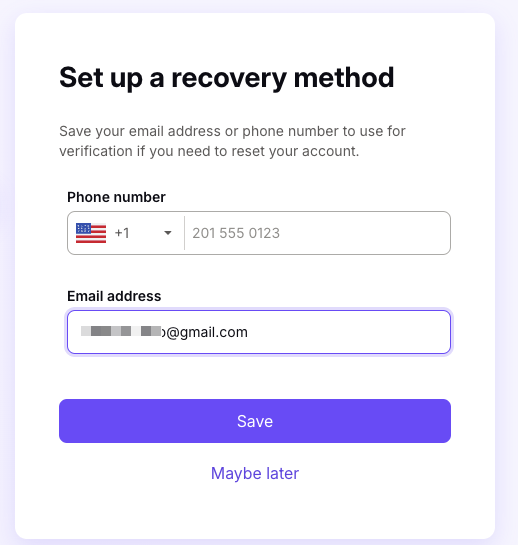 Set up a recovery method
Save your email address or phone number to use for
verification if you need to reset your account.
Phone number
+1
201 555 0123
Email address
@gmail.com
Save
Maybe later